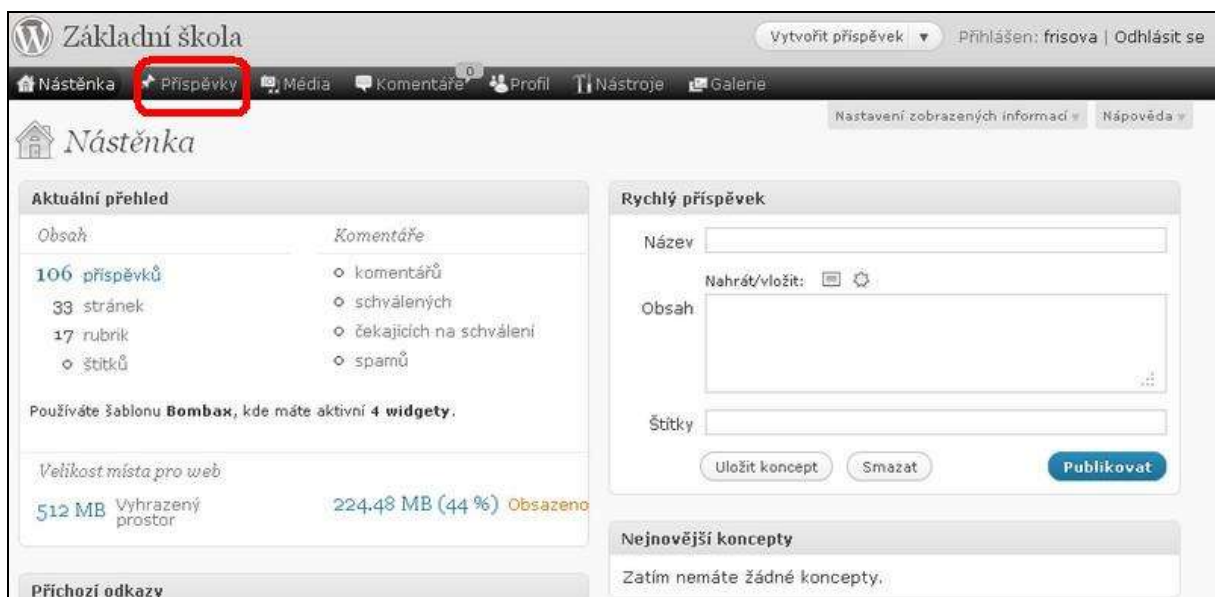 Základní škola
Vytvořit příspěvek
Přihlášen: frisova | Odhlásit se
Nástěnka Příspěvky Média Komentáře 0 Profil Nástroje Galerie
Nastavení zobrazených informací Nápověda
Nástěnka
Aktuální přehled
Obsah
106 příspěvků
33 stránek
17 rubrik
0 štítků
Komentáře
0 komentářů
0 schválených
0 čekajících na schválení
0 spamů
Používáte šablonu Bombax, kde máte aktivní 4 widgety.
Velikost místa pro web
512 MB Vyhrazený prostor
224.48 MB (44 %) Obsazeno
Příchozí odkazy
Rychlý příspěvek
Název
Nahrát/vložit:
Obsah
Štítky
Uložit koncept Smazat Publikovat
Nejnovější koncepty
Zatím nemáte žádné koncepty.